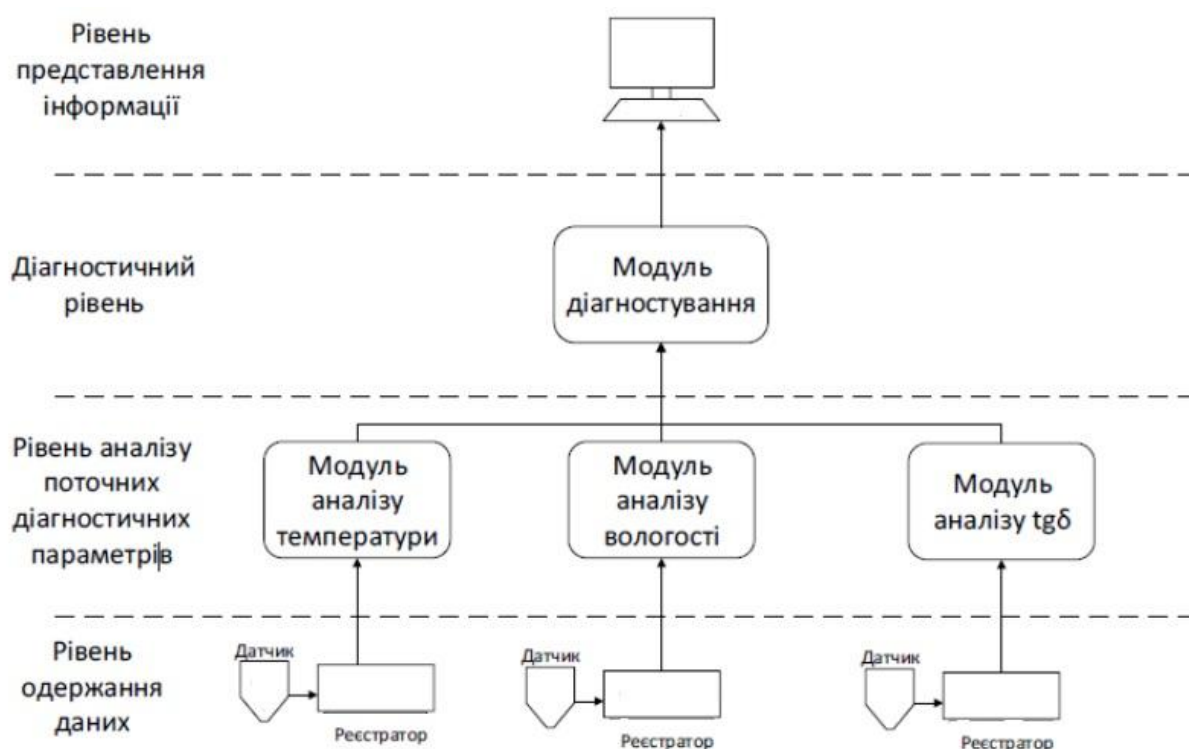 Рівень
представлення
інформації
Діагностичний
рівень
Модуль
діагностування
Рівень аналізу
поточних
діагностичних
параметрів
Модуль
аналізу
температури
Модуль
аналізу
вологості
Модуль
аналізу tgδ
Рівень
одержання
даних
Датчик
Реєстратор
Датчик
Реєстратор
Датчик
Реєстратор